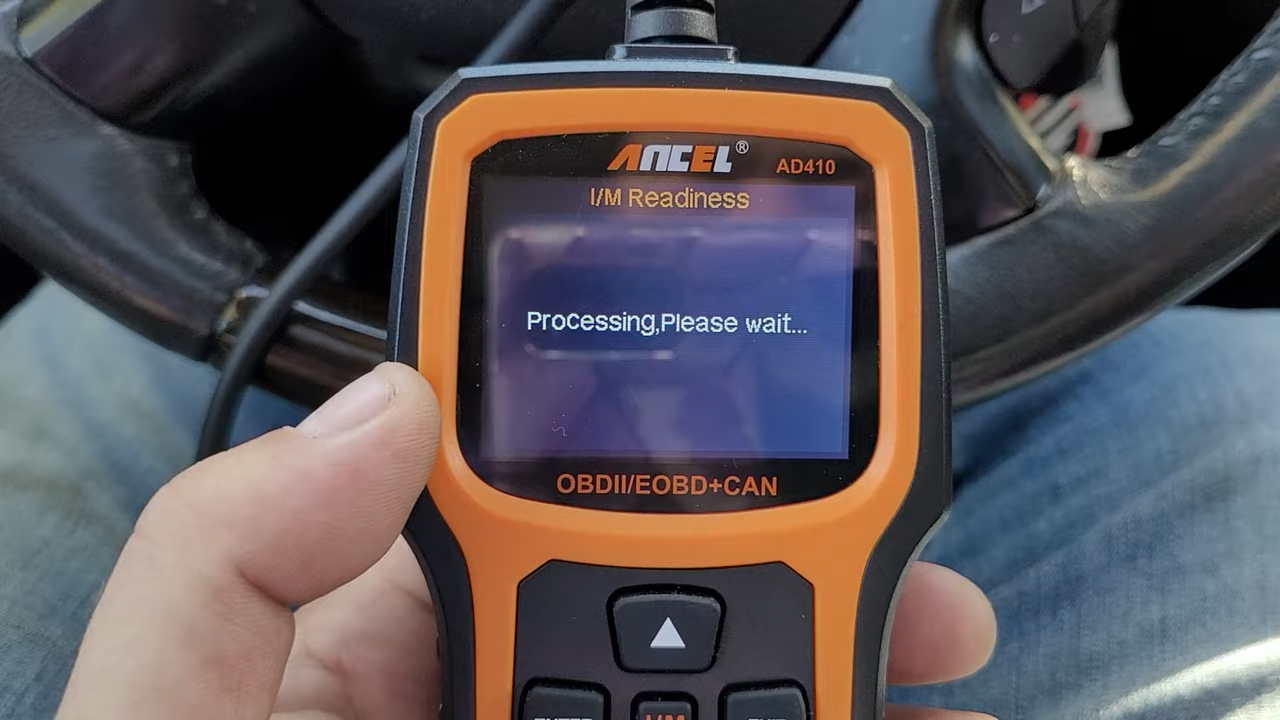 ANCEL®
AD410
I/M Readiness
Processing,Please wait...
OBDII/EOBD+CAN
I/M